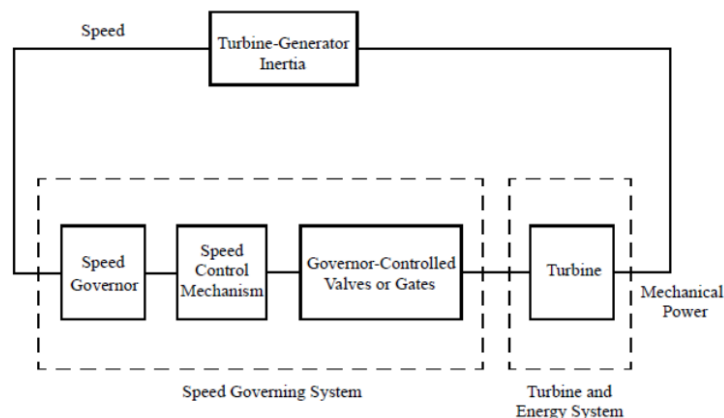 Speed
Turbine-Generator
Inertia
Speed
Governor
Speed
Control
Mechanism
Governor-Controlled
Valves or Gates
Turbine
Mechanical
Power
Speed Governing System
Turbine and
Energy System